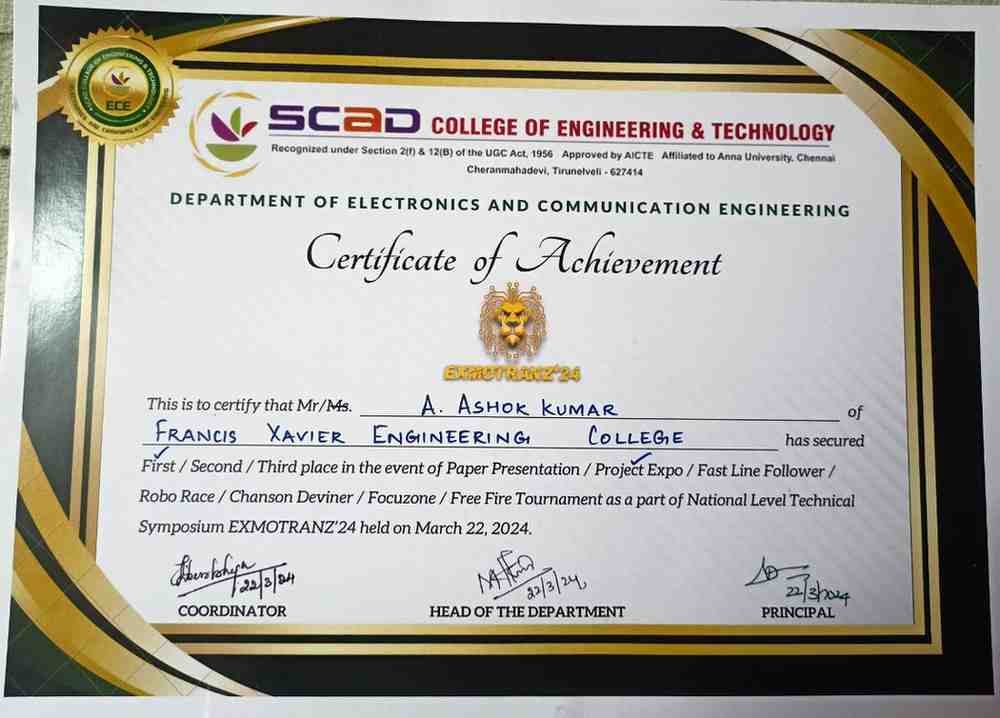 ECE
SCAD COLLEGE OF ENGINEERING & TECHNOLOGY
Recognized under Section 2(f) & 12(B) of the UGC Act, 1956 Approved by AICTE Affiliated to Anna University, Chennai
Cheranmahadevi, Tirunelveli - 627414
DEPARTMENT OF ELECTRONICS AND COMMUNICATION ENGINEERING
Certificate of Achievement
EXMOTRANZ'24
This is to certify that Mr/Ms. A. ASHOK KUMAR of
FRANCIS XAVIER ENGINEERING COLLEGE has secured
First / Second / Third place in the event of Paper Presentation / Project Expo / Fast Line Follower /
Robo Race / Chanson Deviner / Focuzone / Free Fire Tournament as a part of National Level Technical
Symposium EXMOTRANZ'24 held on March 22, 2024.
22/3/24 22/3/24 22/3/2024
COORDINATOR HEAD OF THE DEPARTMENT PRINCIPAL